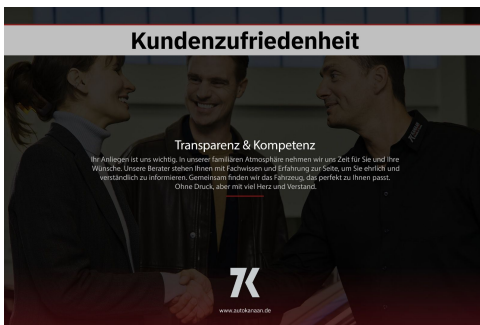 Kundenzufriedenheit
Transparenz & Kompetenz
Ihr Anliegen ist uns wichtig. In unserer familiären Atmosphäre nehmen wir uns Zeit für Sie und Ihre
Wünsche. Unsere Berater stehen Ihnen mit Fachwissen und Erfahrung zur Seite, um Sie ehrlich und
verständlich zu informieren. Gemeinsam finden wir das Fahrzeug, das perfekt zu Ihnen passt.
Ohne Druck, aber mit viel Herz und Verstand.
www.autokanaan.de